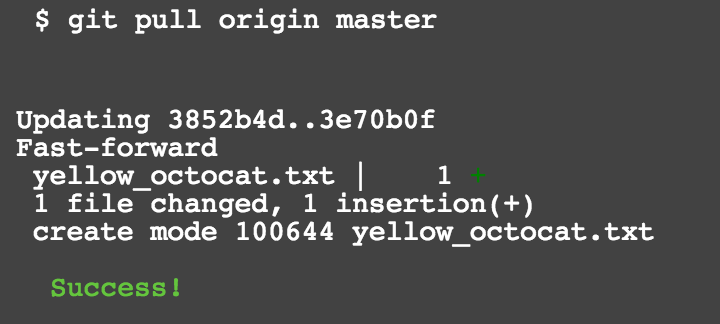 $ git pull origin master
Updating 3852b4d..3e70b0f
Fast-forward
yellow_octocat.txt |    1 +
1 file changed, 1 insertion(+)
create mode 100644 yellow_octocat.txt
Success!